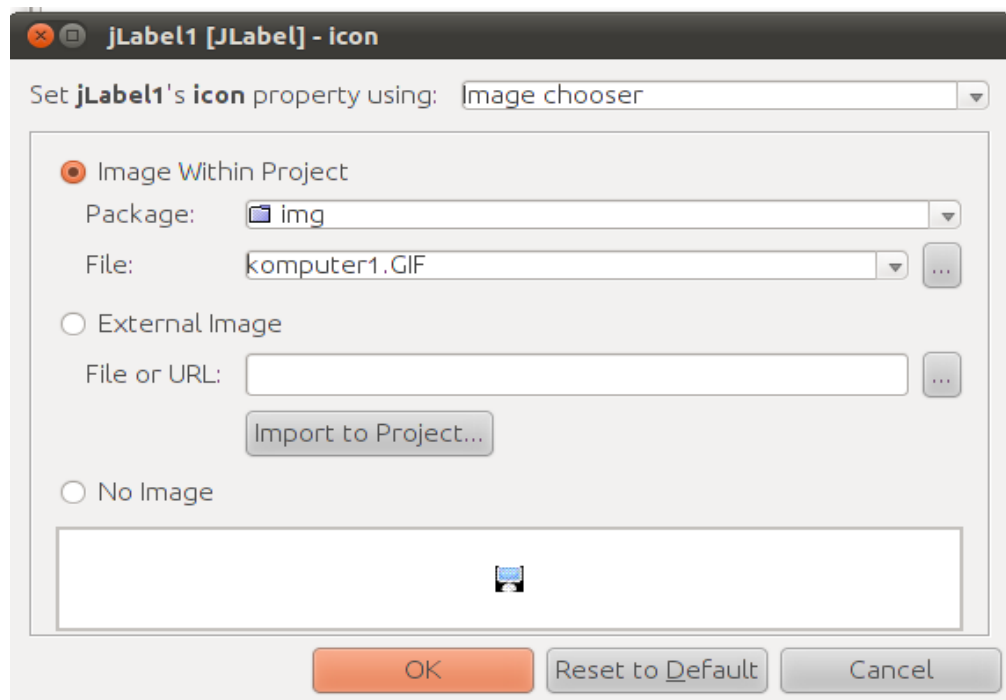 jLabel1 [JLabel] - icon
Set jLabel1's icon property using: Image chooser
Image Within Project
Package: img
File: komputer1.GIF ...
External Image
File or URL: ...
Import to Project...
No Image
OK Reset to Default Cancel